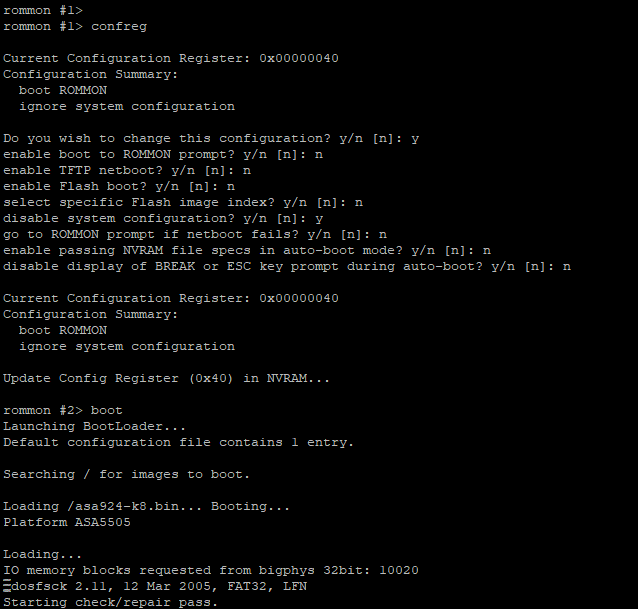 rommon #1>
rommon #1> confreg
Current Configuration Register: 0x00000040
Configuration Summary:
boot ROMMON
ignore system configuration
Do you wish to change this configuration? y/n [n]: y
enable boot to ROMMON prompt? y/n [n]: n
enable TFTP netboot? y/n [n]: n
enable Flash boot? y/n [n]: n
select specific Flash image index? y/n [n]: n
disable system configuration? y/n [n]: y
go to ROMMON prompt if netboot fails? y/n [n]: n
enable passing NVRAM file specs in auto-boot mode? y/n [n]: n
disable display of BREAK or ESC key prompt during auto-boot? y/n [n]: n
Current Configuration Register: 0x00000040
Configuration Summary:
boot ROMMON
ignore system configuration
Update Config Register (0x40) in NVRAM...
rommon #2> boot
Launching BootLoader...
Default configuration file contains 1 entry.
Searching / for images to boot.
Loading /asa924-k8.bin... Booting...
Platform ASA5505
Loading...
IO memory blocks requested from bigphys 32bit: 10020
dosfsck 2.11, 12 Mar 2005, FAT32, LFN
Starting check/repair pass.